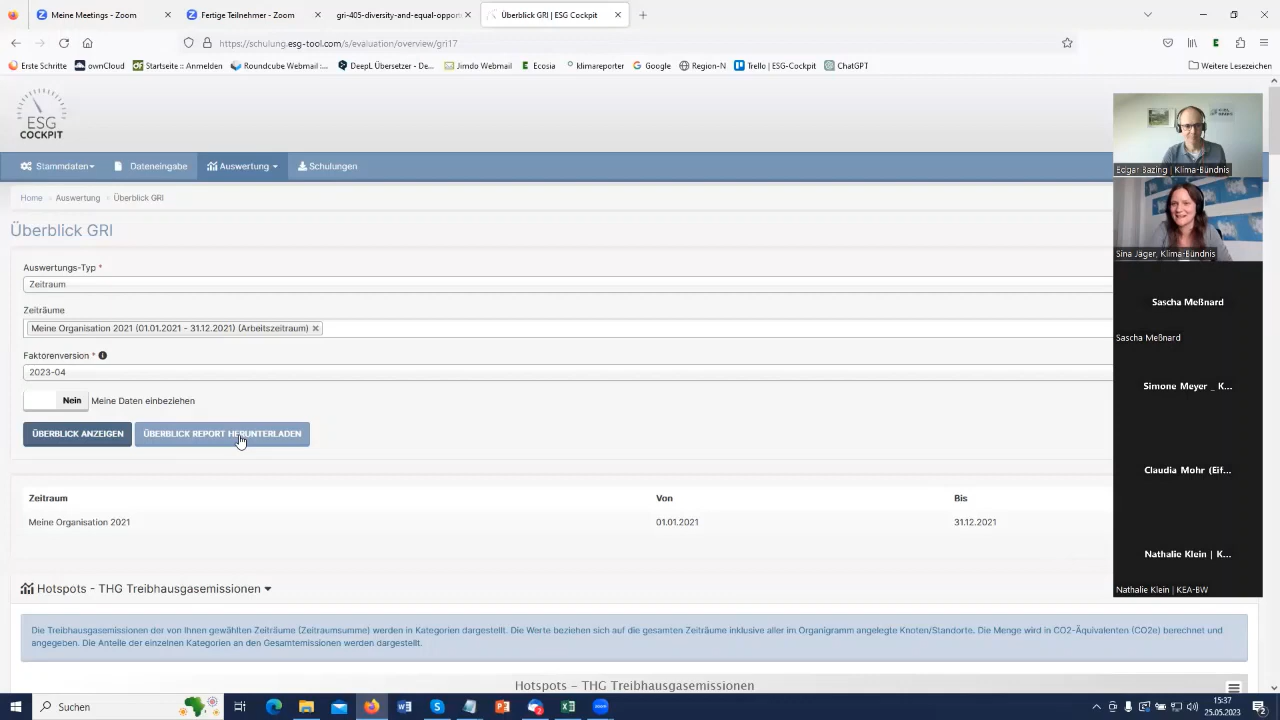 Meine Meetings - Zoom
Fertige Teilnehmer - Zoom
gri-405-diversity-and-equal-oppor
Überblick GRI | ESG Cockpit
https://schulung.esg-tool.com/s/evaluation/overview/gri17
Erste Schritte
ownCloud
Startseite :: Anmelden
Roundcube Webmail :...
DeepL Übersetzer - De...
Jimdo Webmail
Ecosia
klimareporter
Google
Region-N
Trello | ESG-Cockpit
ChatGPT
Weitere Lesezeichen
ESG
COCKPIT
Stammdaten
Dateneingabe
Auswertung
Schulungen
Home
Auswertung
Überblick GRI
Überblick GRI
Auswertungs-Typ *
Zeitraum
Zeiträume
Meine Organisation 2021 (01.01.2021 - 31.12.2021) (Arbeitszeitraum) ×
Faktorenversion *
2023-04
Nein Meine Daten einbeziehen
ÜBERBLICK ANZEIGEN
ÜBERBLICK REPORT HERUNTERLADEN
Zeitraum Von Bis
Meine Organisation 2021 01.01.2021 31.12.2021
Hotspots - THG Treibhausgasemissionen
Die Treibhausgasemissionen der von Ihnen gewählten Zeiträume (Zeitraumsumme) werden in Kategorien dargestellt. Die Werte beziehen sich auf die gesamten Zeiträume inklusive aller im Organigramm angelegte Knoten/Standorte. Die Menge wird in CO2-Äquivalenten (CO2e) berechnet und
angegeben. Die Anteile der einzelnen Kategorien an den Gesamtemissionen werden dargestellt.
Hotspots – THG Treibhausgasemissionen
Edgar Bazing | Klima-Bündnis
Sina Jäger, Klima-Bündnis
Sascha Meßnard
Sascha Meßnard
Simone Meyer _ K...
Claudia Mohr (Eif...
Nathalie Klein | K...
Nathalie Klein | KEA-BW
Suchen
15:37
25.05.2023
2